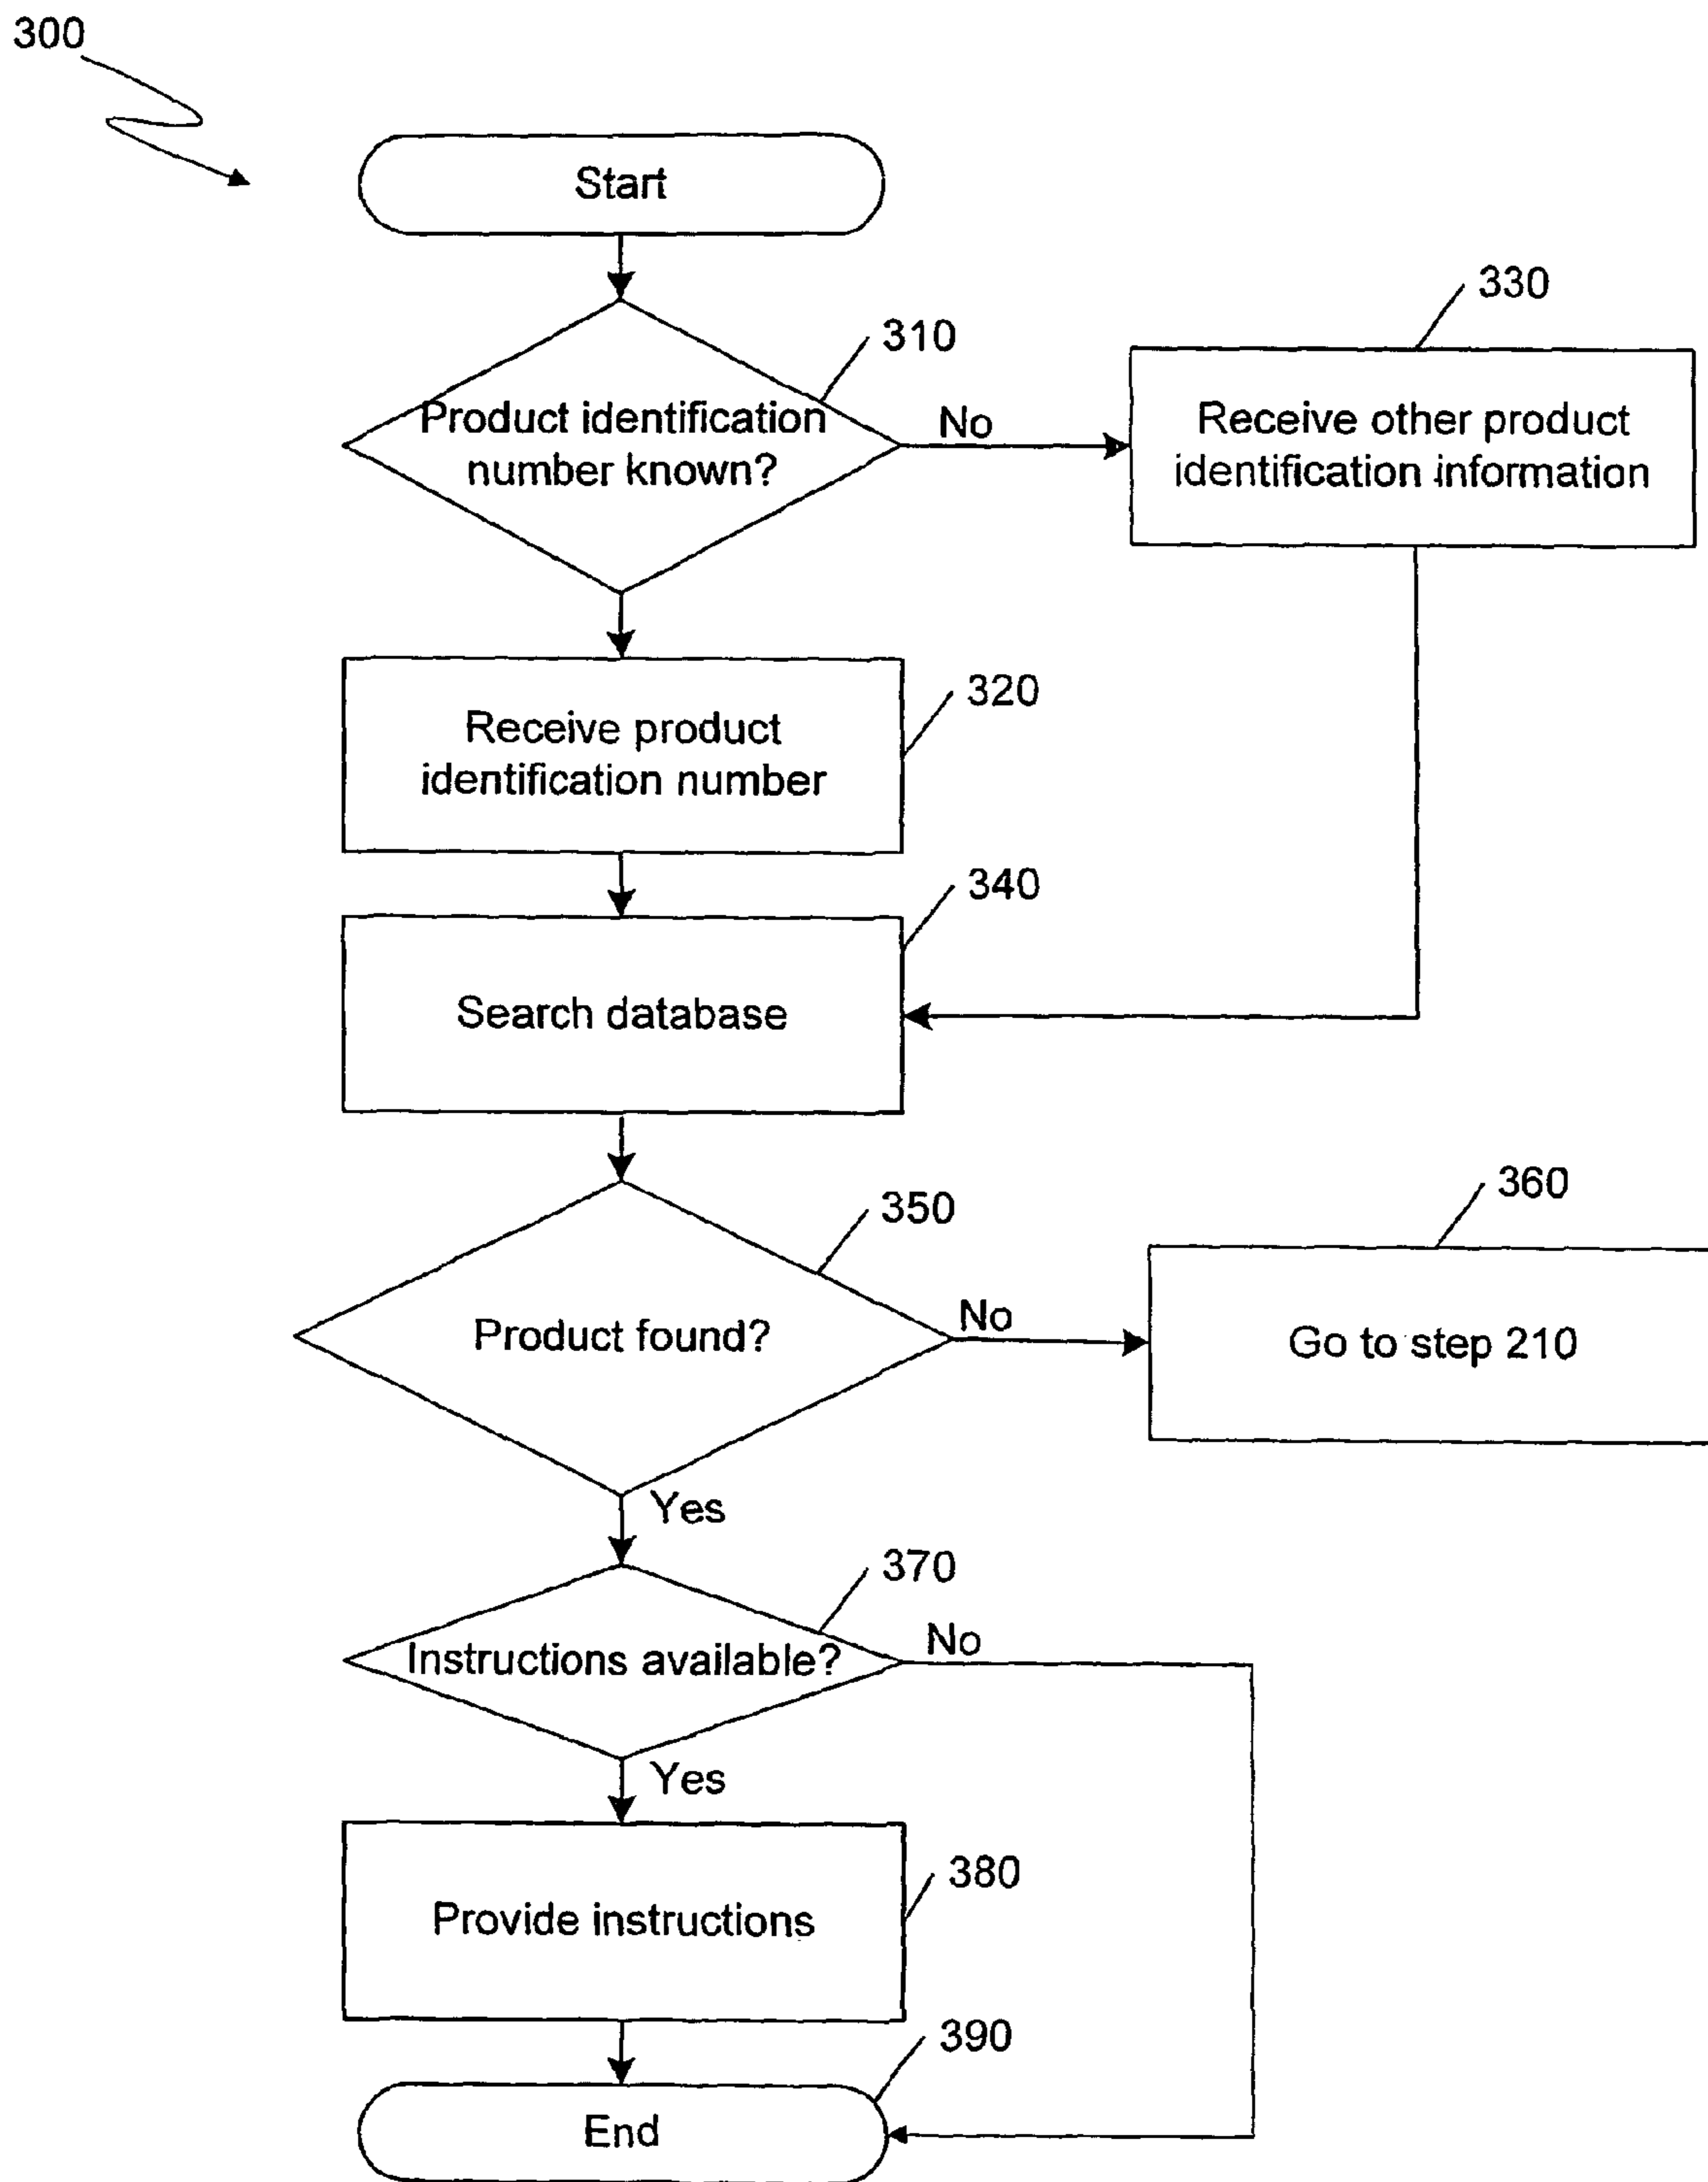 300
Start
310
Product identification
number known?
No
330
Receive other product
identification information
320
Receive product
identification number
340
Search database
350
Product found?
No
360
Go to step 210
Yes
370
Instructions available?
No
Yes
380
Provide instructions
390
End